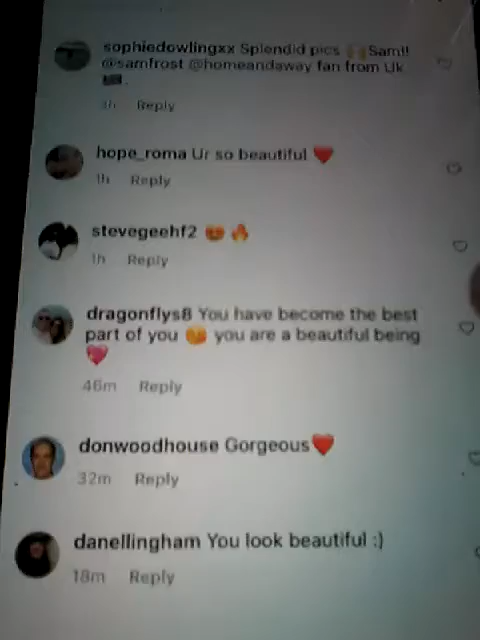 sophiedowlingxx Splendid pics 🙌 Sam!!
@samfrost @homeandaway fan from Uk
🇬🇧.
3h Reply
hope_roma Ur so beautiful ❤️
1h Reply
stevegeehf2 😍 🔥
1h Reply
dragonflys8 You have become the best
part of you 😘 you are a beautiful being
💖
46m Reply
donwoodhouse Gorgeous❤️
32m Reply
danellingham You look beautiful :)
18m Reply